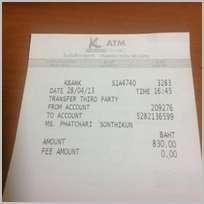 K ATM
KBANK S1A4740 3283
DATE 28/04/13 TIME 16:45
TRANSFER THIRD PARTY
FROM ACCOUNT 209276
TO ACCOUNT 5282136599
MS. PHATCHARI SONTHIKUN
BAHT
AMOUNT 830.00
FEE AMOUNT 0.00